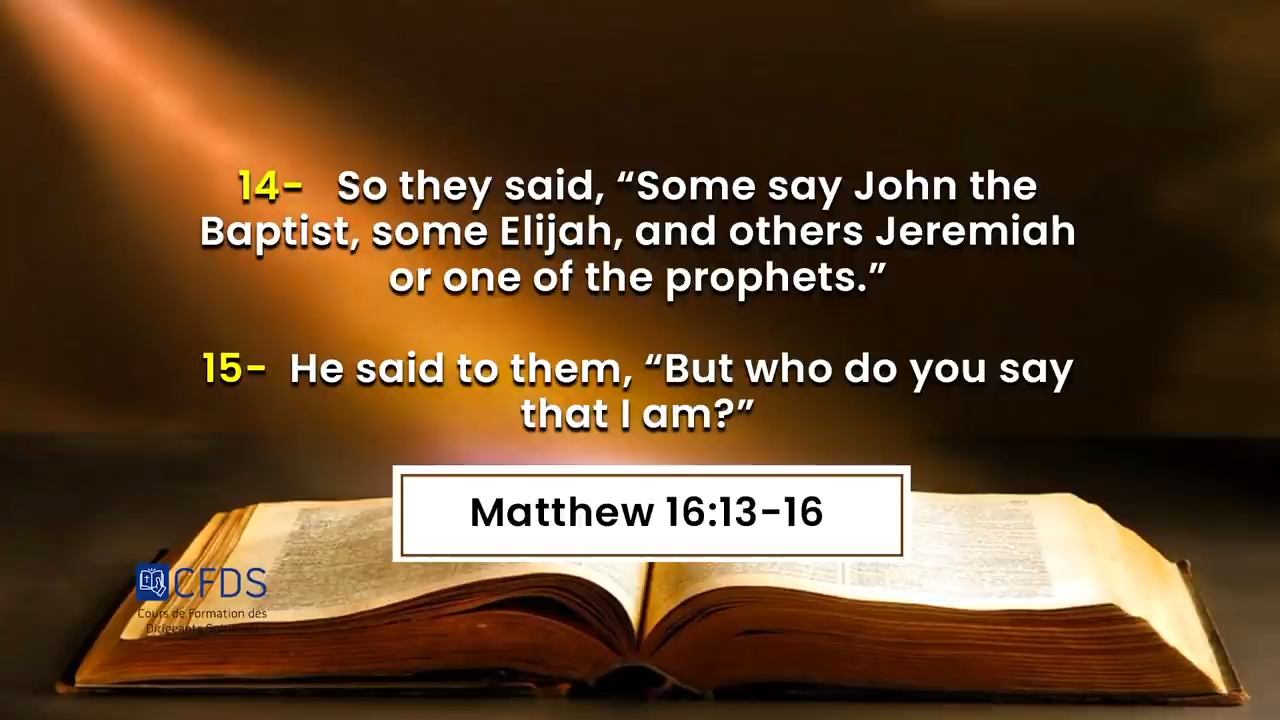 14- So they said, “Some say John the
Baptist, some Elijah, and others Jeremiah
or one of the prophets.”
15- He said to them, “But who do you say
that I am?”
Matthew 16:13-16
CFDS
Cours de Formation des
Dirigeants